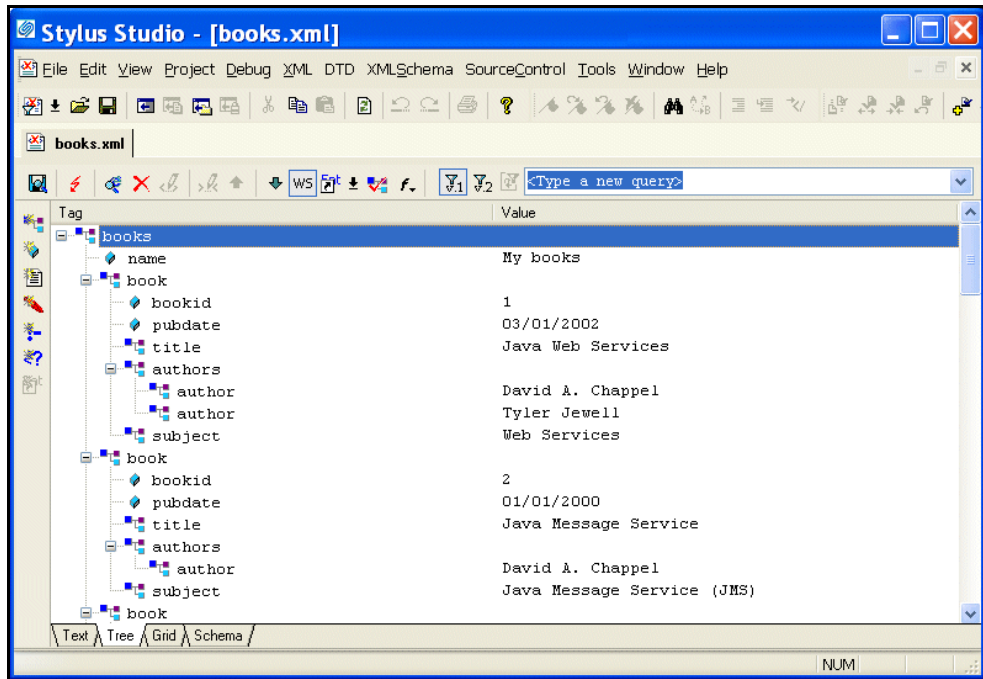 Stylus Studio - [books.xml]
File Edit View Project Debug XML DTD XMLSchema SourceControl Tools Window Help
books.xml
WS <Type a new query>
Tag Value
books
name My books
book
bookid 1
pubdate 03/01/2002
title Java Web Services
authors
author David A. Chappel
author Tyler Jewell
subject Web Services
book
bookid 2
pubdate 01/01/2000
title Java Message Service
authors
author David A. Chappel
subject Java Message Service (JMS)
book
Text Tree Grid Schema
NUM